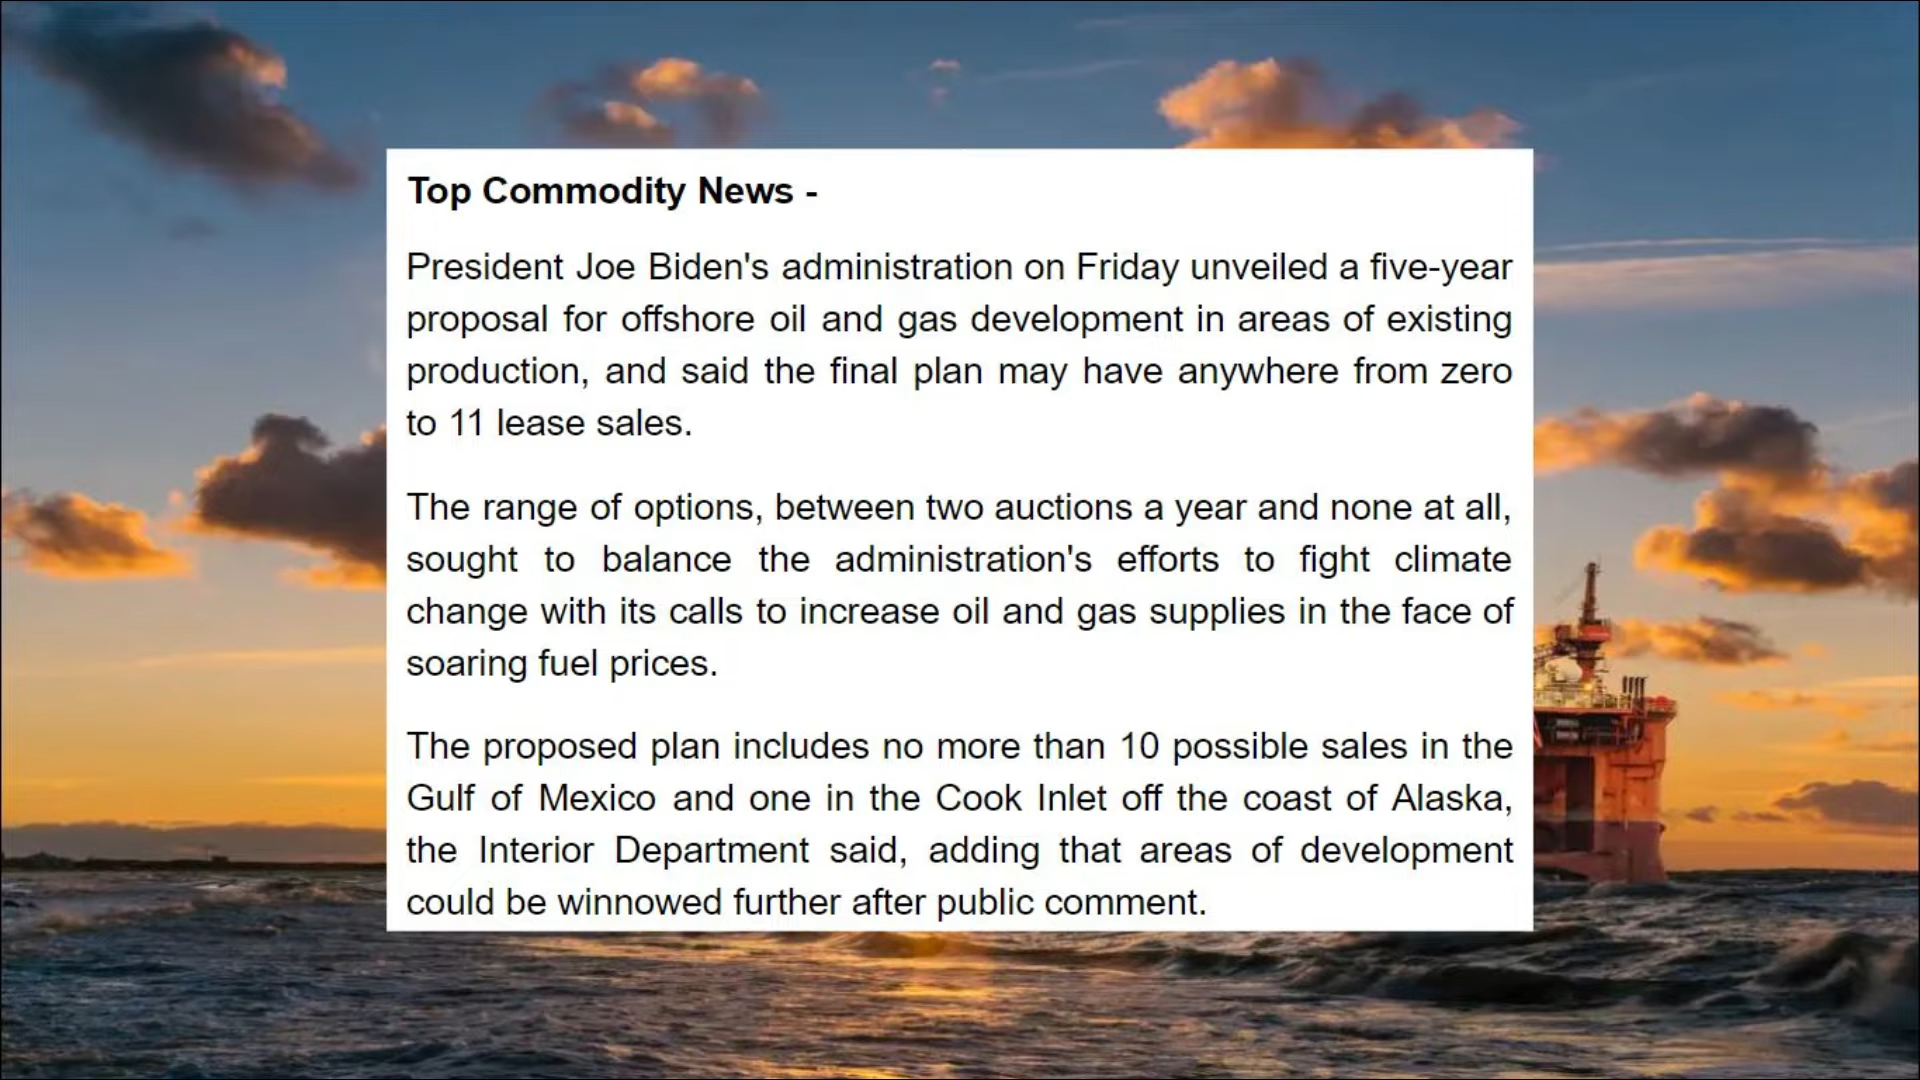 Top Commodity News -
President Joe Biden's administration on Friday unveiled a five-year
proposal for offshore oil and gas development in areas of existing
production, and said the final plan may have anywhere from zero
to 11 lease sales.
The range of options, between two auctions a year and none at all,
sought to balance the administration's efforts to fight climate
change with its calls to increase oil and gas supplies in the face of
soaring fuel prices.
The proposed plan includes no more than 10 possible sales in the
Gulf of Mexico and one in the Cook Inlet off the coast of Alaska,
the Interior Department said, adding that areas of development
could be winnowed further after public comment.